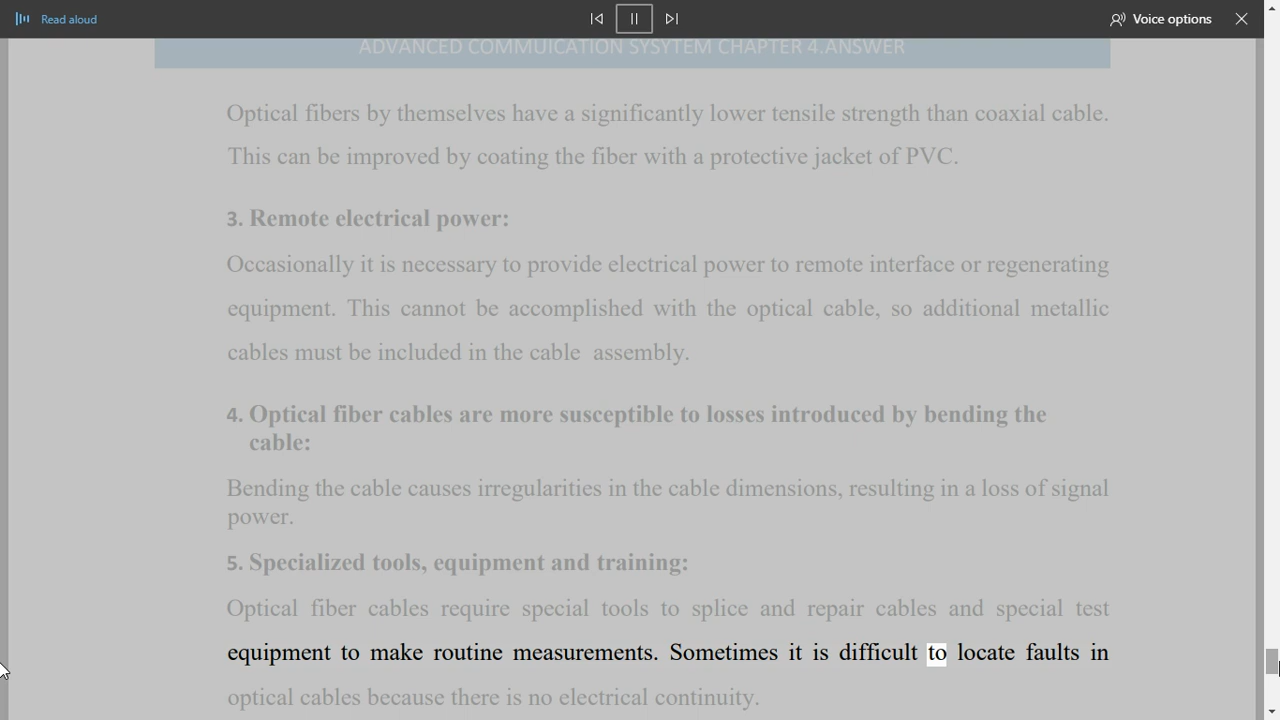 Read aloud
Voice options
ADVANCED COMMUICATION SYSYTEM CHAPTER 4.ANSWER
Optical fibers by themselves have a significantly lower tensile strength than coaxial cable.
This can be improved by coating the fiber with a protective jacket of PVC.
3. Remote electrical power:
Occasionally it is necessary to provide electrical power to remote interface or regenerating
equipment. This cannot be accomplished with the optical cable, so additional metallic
cables must be included in the cable assembly.
4. Optical fiber cables are more susceptible to losses introduced by bending the
cable:
Bending the cable causes irregularities in the cable dimensions, resulting in a loss of signal
power.
5. Specialized tools, equipment and training:
Optical fiber cables require special tools to splice and repair cables and special test
equipment to make routine measurements. Sometimes it is difficult to locate faults in
optical cables because there is no electrical continuity.